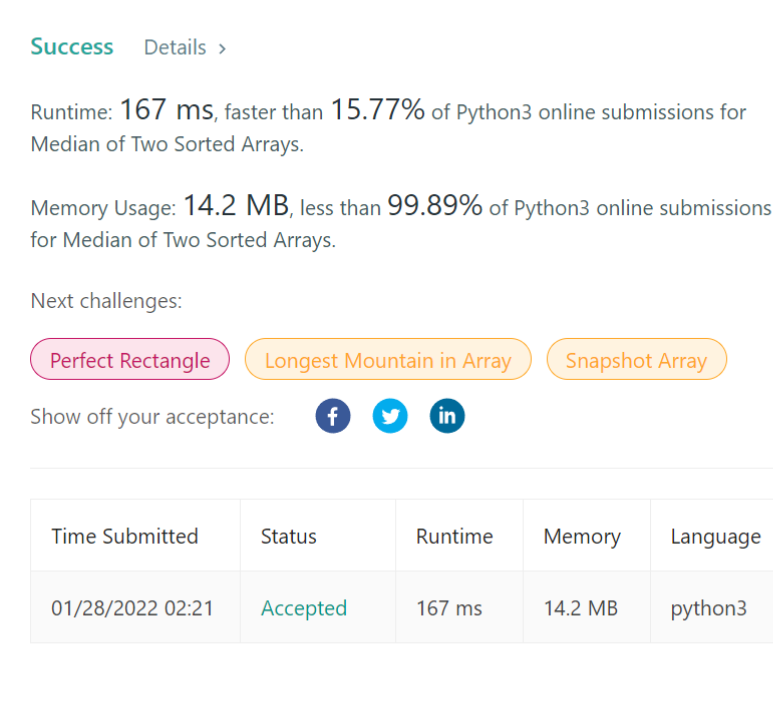 Success Details >
Runtime: 167 ms, faster than 15.77% of Python3 online submissions for
Median of Two Sorted Arrays.
Memory Usage: 14.2 MB, less than 99.89% of Python3 online submissions
for Median of Two Sorted Arrays.
Next challenges:
Perfect Rectangle Longest Mountain in Array Snapshot Array
Show off your acceptance: f in
Time Submitted Status Runtime Memory Language
01/28/2022 02:21 Accepted 167 ms 14.2 MB python3